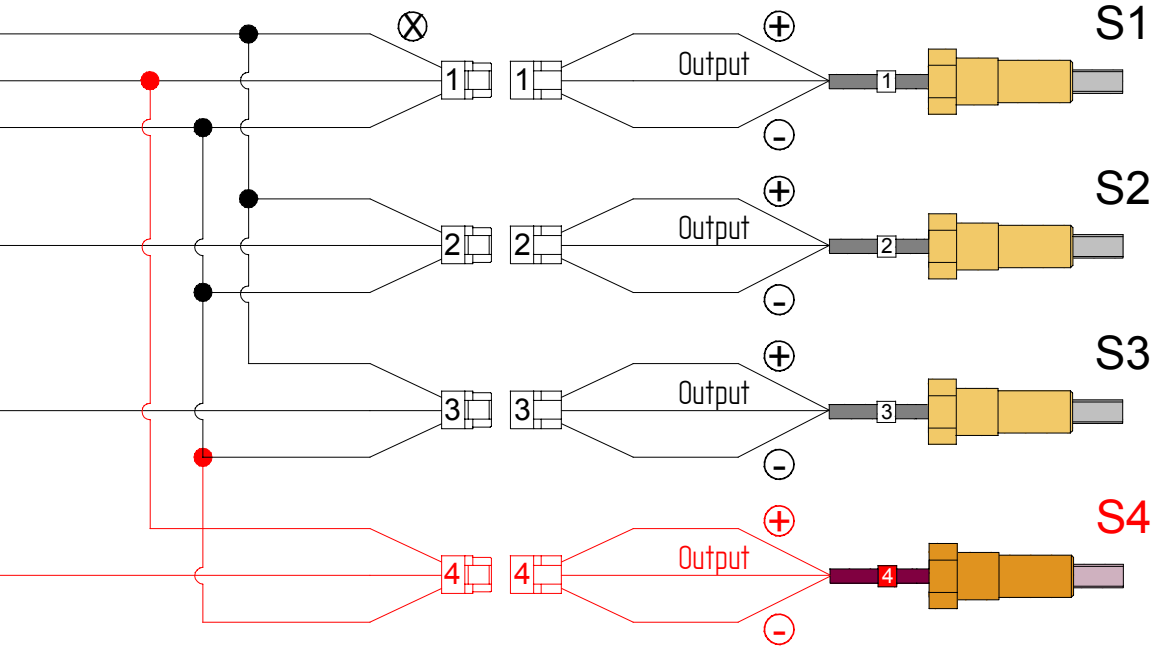 S1
+
X
Output
1 1 1
-
S2
+
Output
2 2 2
-
S3
+
Output
3 3 3
-
S4
+
Output
4 4 4
-